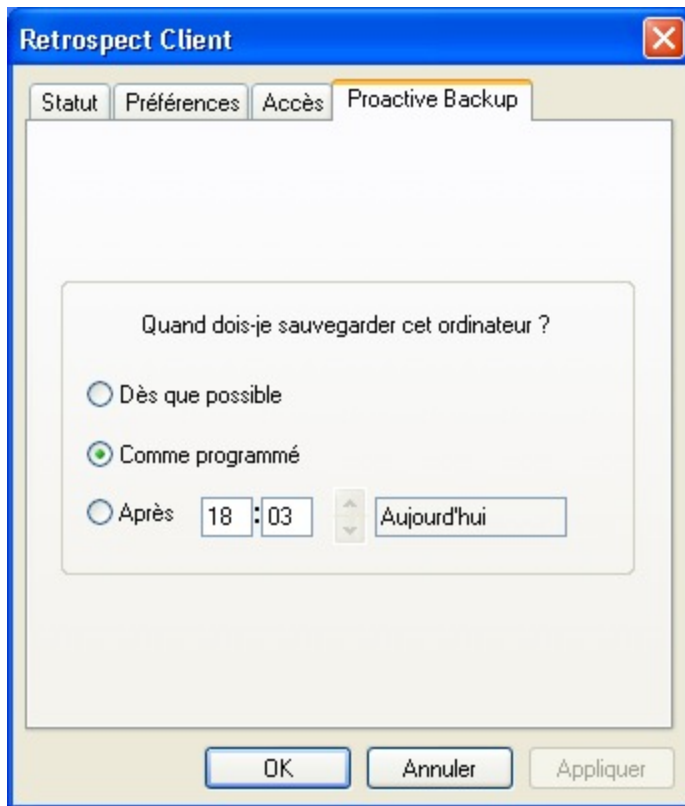 Retrospect Client
Statut Préférences Accès Proactive Backup
Quand dois-je sauvegarder cet ordinateur ?
Dès que possible
Comme programmé
Après 18 : 03 Aujourd'hui
OK Annuler Appliquer